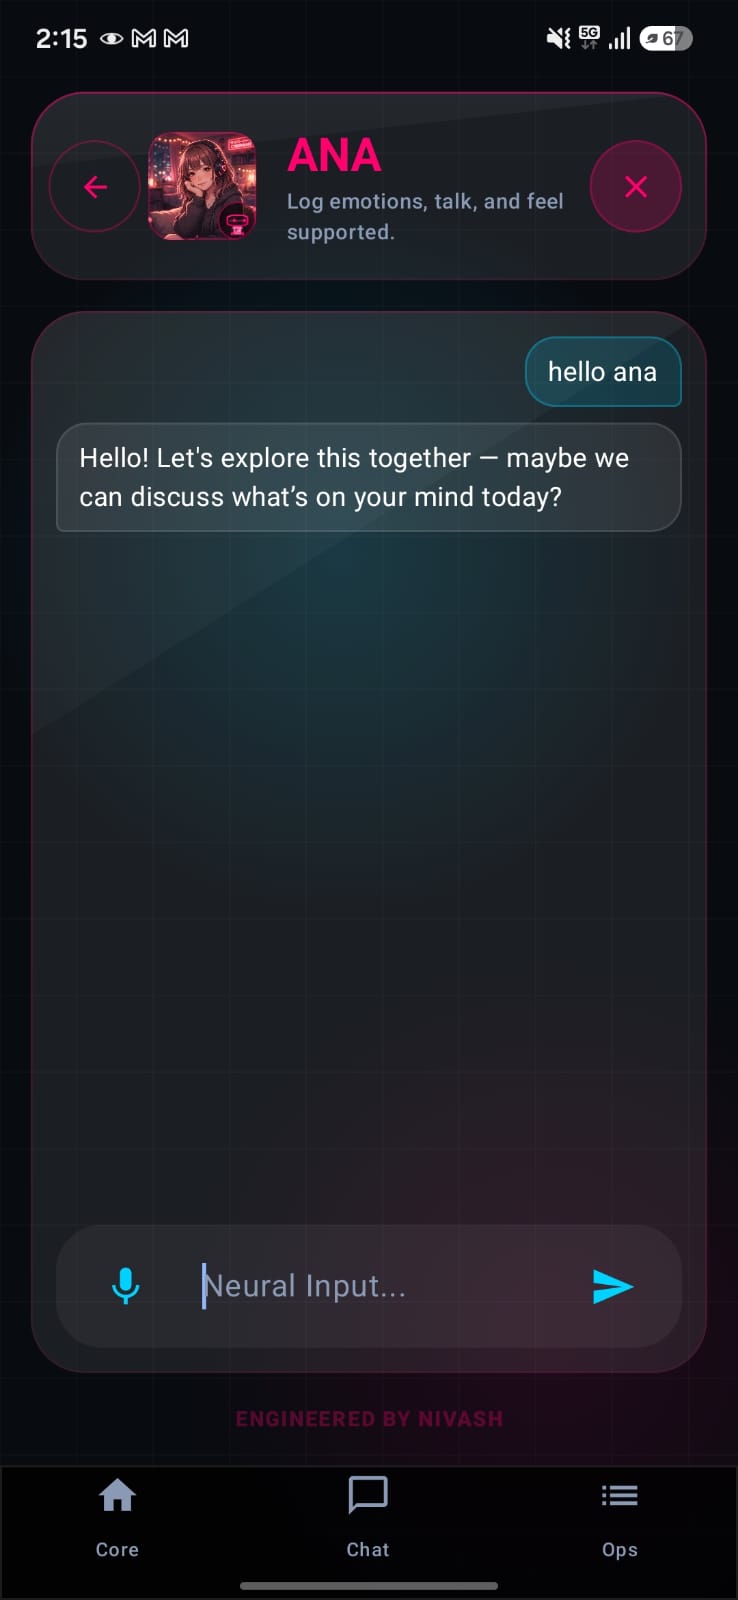 2:15
5G
67
ANA
Log emotions, talk, and feel
supported.
hello ana
Hello! Let's explore this together — maybe we
can discuss what’s on your mind today?
Neural Input...
ENGINEERED BY NIVASH
Core
Chat
Ops